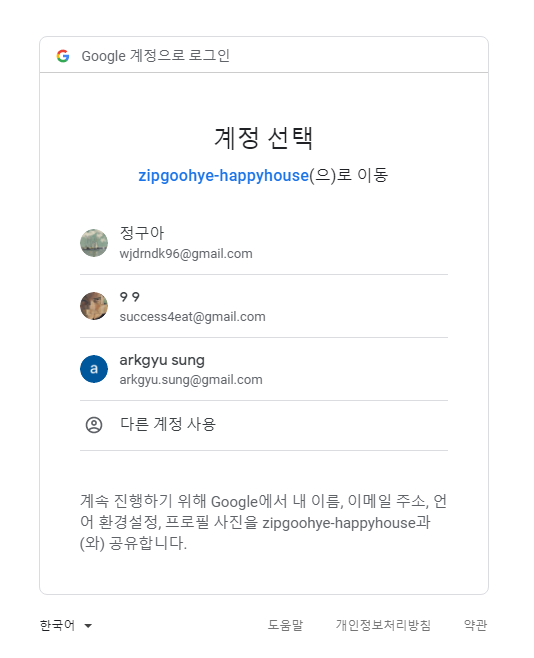 Google 계정으로 로그인
계정 선택
zipgoohye-happyhouse(으)로 이동
정구아
wjdrndk96@gmail.com
9 9
success4eat@gmail.com
a
arkgyu sung
arkgyu.sung@gmail.com
다른 계정 사용
계속 진행하기 위해 Google에서 내 이름, 이메일 주소, 언
어 환경설정, 프로필 사진을 zipgoohye-happyhouse과
(와) 공유합니다.
한국어
도움말 개인정보처리방침 약관